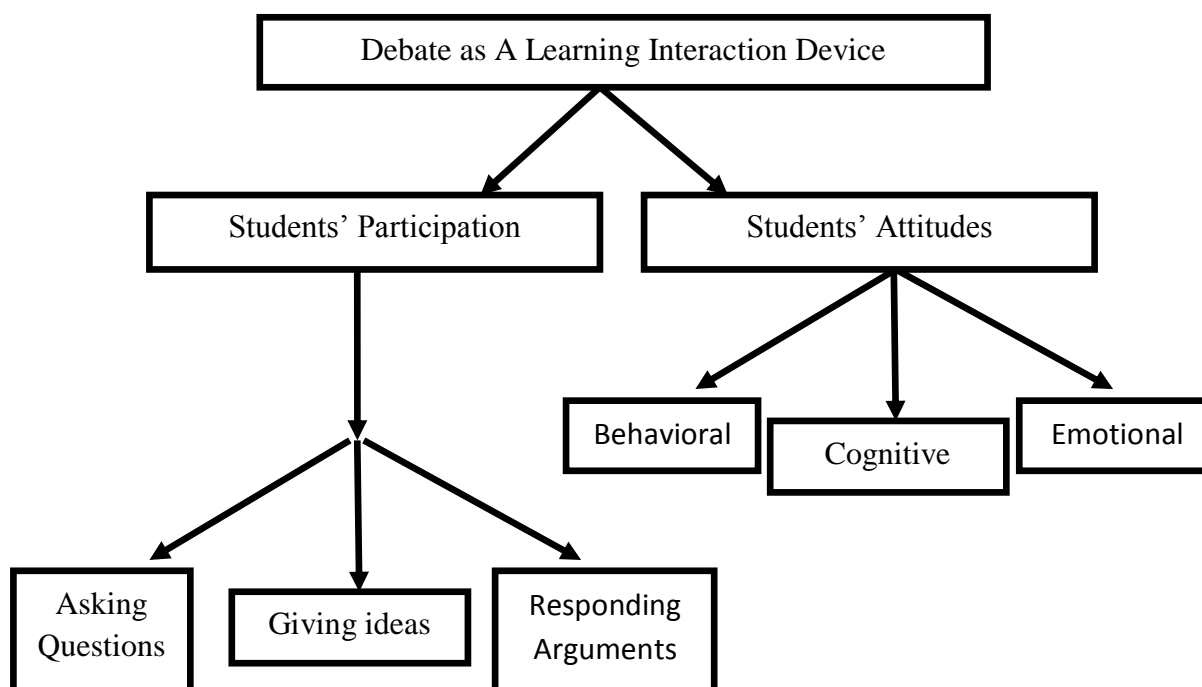 Debate as A Learning Interaction Device
Students’ Participation
Students’ Attitudes
Behavioral
Cognitive
Emotional
Asking
Questions
Giving ideas
Responding
Arguments